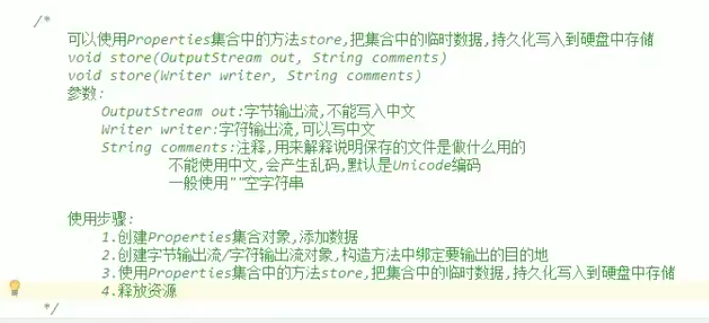 /*
可以使用Properties集合中的方法store,把集合中的临时数据,持久化写入到硬盘中存储
void store(OutputStream out, String comments)
void store(Writer writer, String comments)
参数:
OutputStream out:字节输出流,不能写入中文
Writer writer:字符输出流,可以写中文
String comments:注释,用来解释说明保存的文件是做什么用的
不能使用中文,会产生乱码,默认是Unicode编码
一般使用""空字符串
使用步骤:
1.创建Properties集合对象,添加数据
2.创建字节输出流/字符输出流对象,构造方法中绑定要输出的目的地
3.使用Properties集合中的方法store,把集合中的临时数据,持久化写入到硬盘中存储
4.释放资源
*/